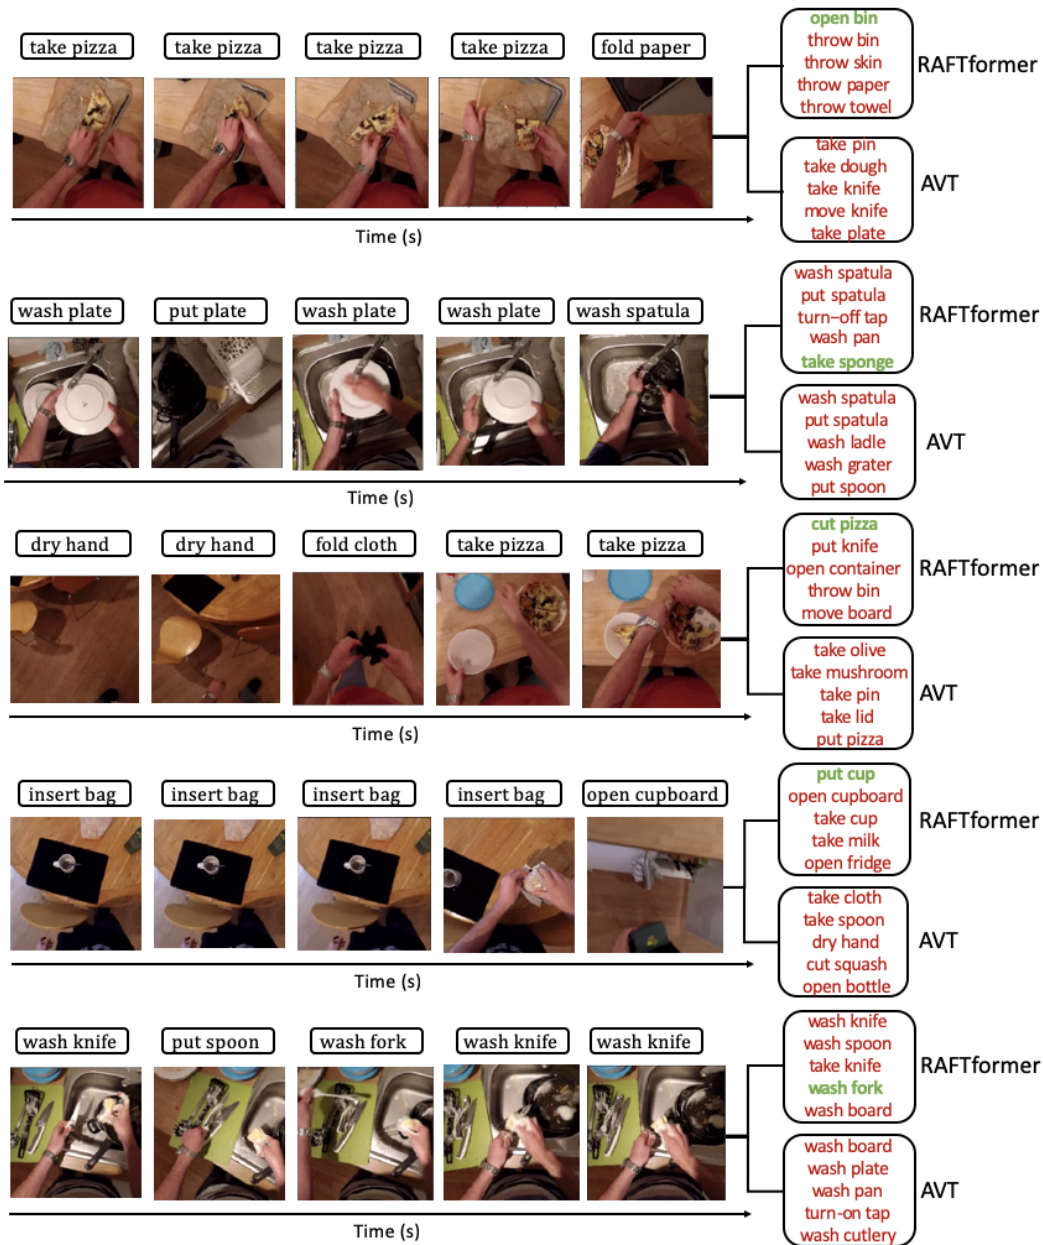 take pizza
take pizza
take pizza
take pizza
fold paper
open bin
throw bin
throw skin
throw paper
throw towel
RAFTformer
take pin
take dough
take knife
move knife
take plate
AVT
Time (s)
wash plate
put plate
wash plate
wash plate
wash spatula
wash spatula
put spatula
turn–off tap
wash pan
take sponge
RAFTformer
wash spatula
put spatula
wash ladle
wash grater
put spoon
AVT
Time (s)
dry hand
dry hand
fold cloth
take pizza
take pizza
cut pizza
put knife
open container
throw bin
move board
RAFTformer
take olive
take mushroom
take pin
take lid
put pizza
AVT
Time (s)
insert bag
insert bag
insert bag
insert bag
open cupboard
put cup
open cupboard
take cup
take milk
open fridge
RAFTformer
take cloth
take spoon
dry hand
cut squash
open bottle
AVT
Time (s)
wash knife
put spoon
wash fork
wash knife
wash knife
wash knife
wash spoon
take knife
wash fork
wash board
RAFTformer
wash board
wash plate
wash pan
turn-on tap
wash cutlery
AVT
Time (s)